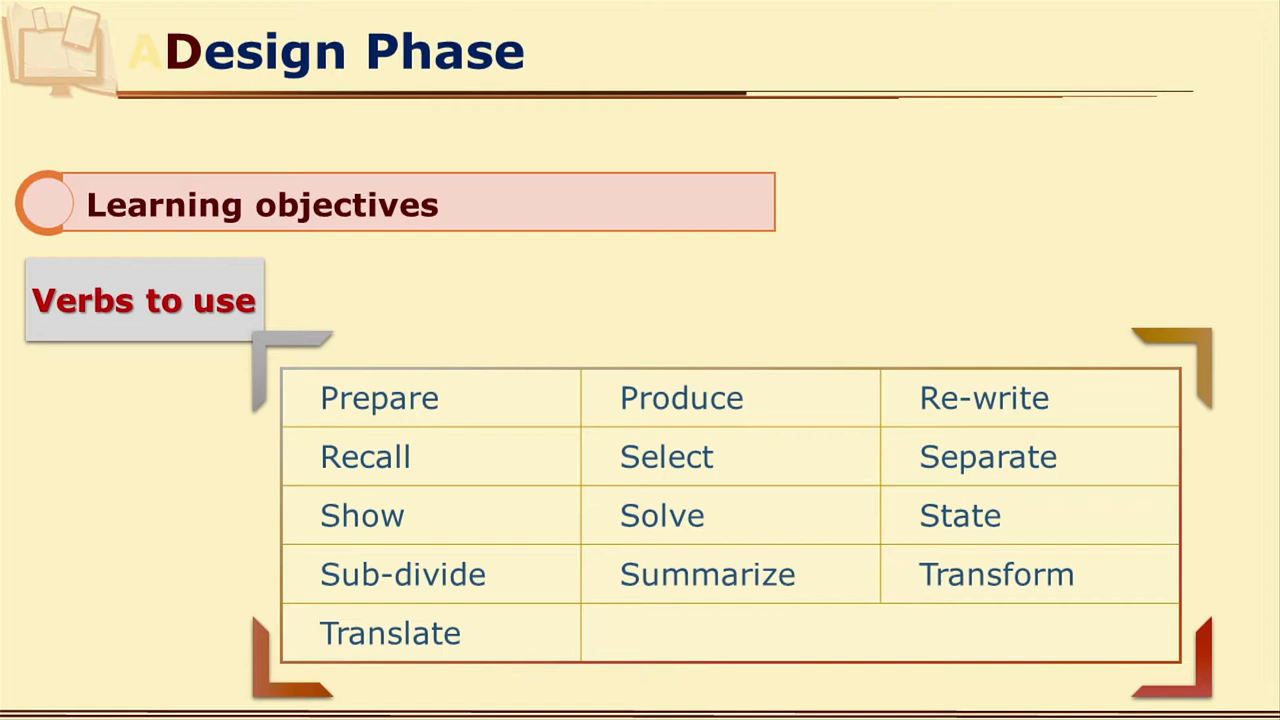 ADesign Phase
Learning objectives
Verbs to use
Prepare Produce Re-write
Recall Select Separate
Show Solve State
Sub-divide Summarize Transform
Translate